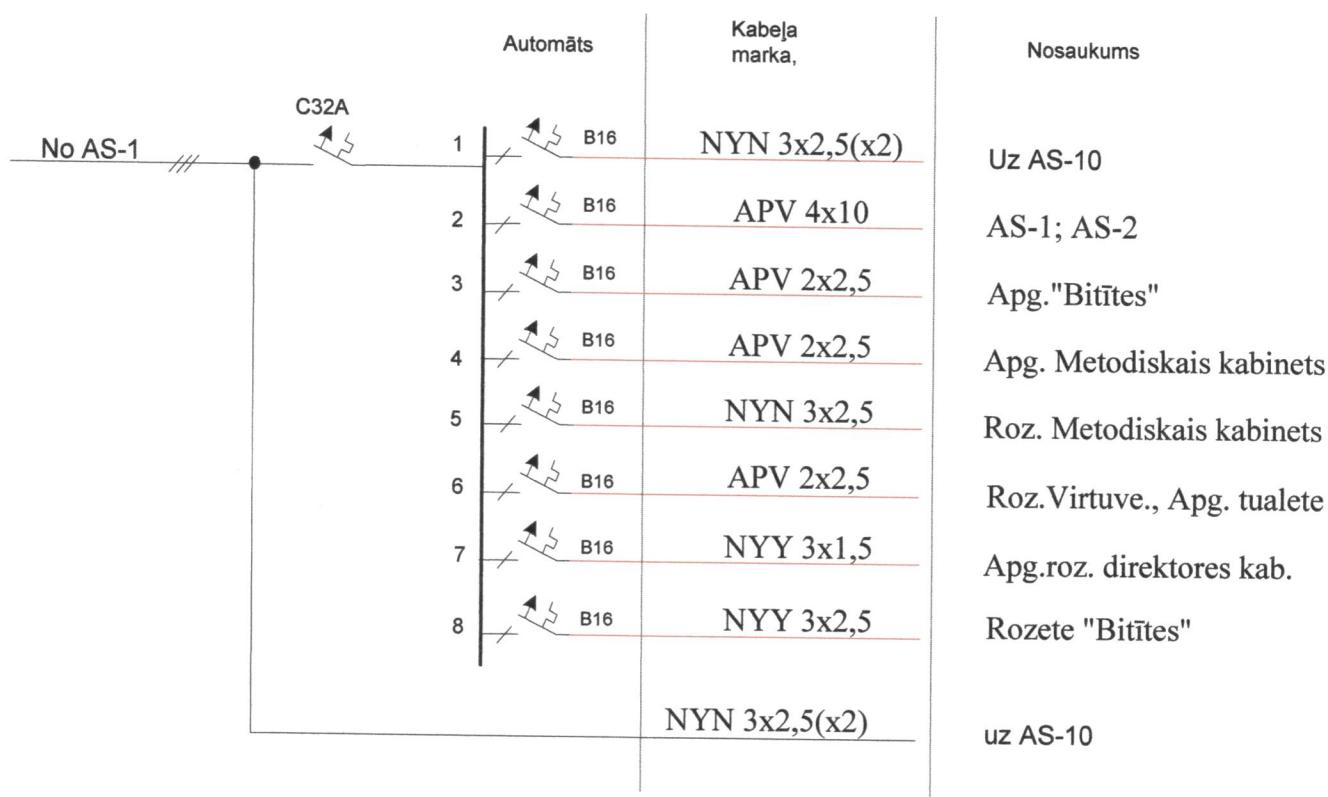 Automāts
Kabeļa
marka,
Nosaukums
C32A
No AS-1
1 B16 NYN 3x2,5(x2) Uz AS-10
2 B16 APV 4x10 AS-1; AS-2
3 B16 APV 2x2,5 Apg."Bitītes"
4 B16 APV 2x2,5 Apg. Metodiskais kabinets
5 B16 NYN 3x2,5 Roz. Metodiskais kabinets
6 B16 APV 2x2,5 Roz.Virtuve., Apg. tualete
7 B16 NYY 3x1,5 Apg.roz. direktores kab.
8 B16 NYY 3x2,5 Rozete "Bitītes"
NYN 3x2,5(x2) uz AS-10